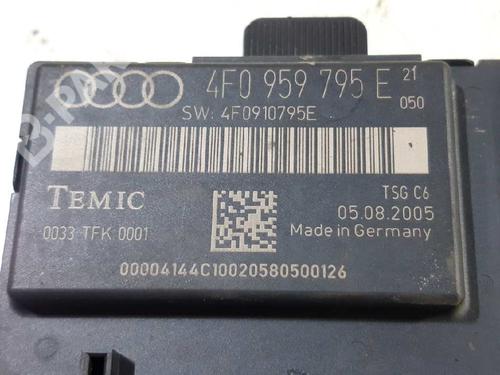 4F0 959 795 E 21
050
SW: 4F0910795E
TEMIC
TSG C6
0033 TFK 0001
05.08.2005
Made in Germany
00004144C10020580500126
B-PARTS